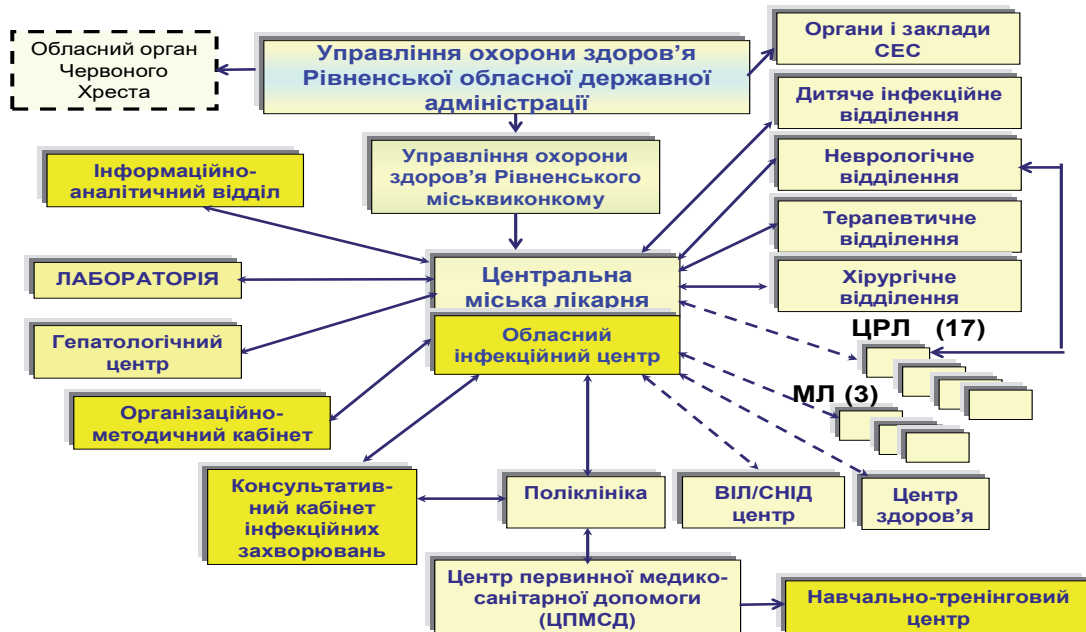 Обласний орган
Червоного
Хреста
Управління охорони здоров’я
Рівненської обласної державної
адміністрації
Органи і заклади
СЕС
Дитяче інфекційне
відділення
Інформаційно-
аналітичний відділ
Управління охорони
здоров’я Рівненського
міськвиконкому
Неврологічне
відділення
Терапевтичне
відділення
ЛАБОРАТОРІЯ
Центральна
міська лікарня
Хірургічне
відділення
Гепатологічний
центр
Обласний
інфекційний центр
ЦРЛ (17)
МЛ (3)
Організаційно-
методичний кабінет
Консультатив-
ний кабінет
інфекційних
захворювань
Поліклініка
ВІЛ/СНІД
центр
Центр
здоров’я
Центр первинної медико-
санітарної допомоги
(ЦПМСД)
Навчально-тренінговий
центр